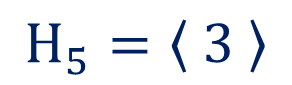 H₅ = ⟨ 3 ⟩